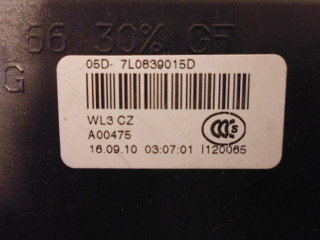 66 30% GF
G
05D- 7L0839015D
WL3 CZ
A00475
16.09.10 03:07:01 I120065
S